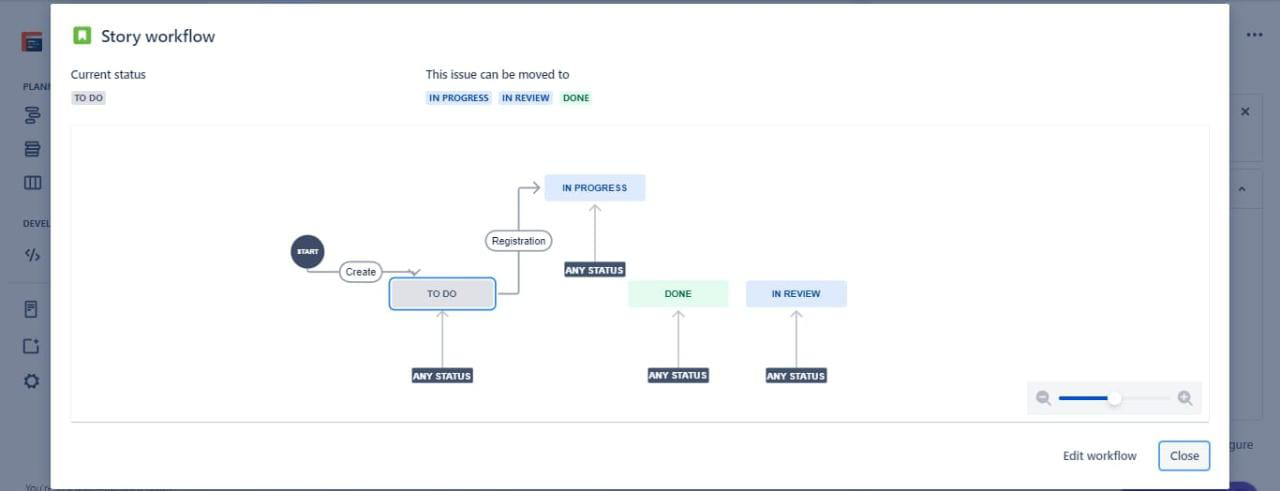 Story workflow
Current status
This issue can be moved to
TO DO
IN PROGRESS IN REVIEW DONE
IN PROGRESS
Registration
START
Create
ANY STATUS
TO DO
DONE
IN REVIEW
ANY STATUS
ANY STATUS
ANY STATUS
Edit workflow
Close
PLAN
DEVEL
gure